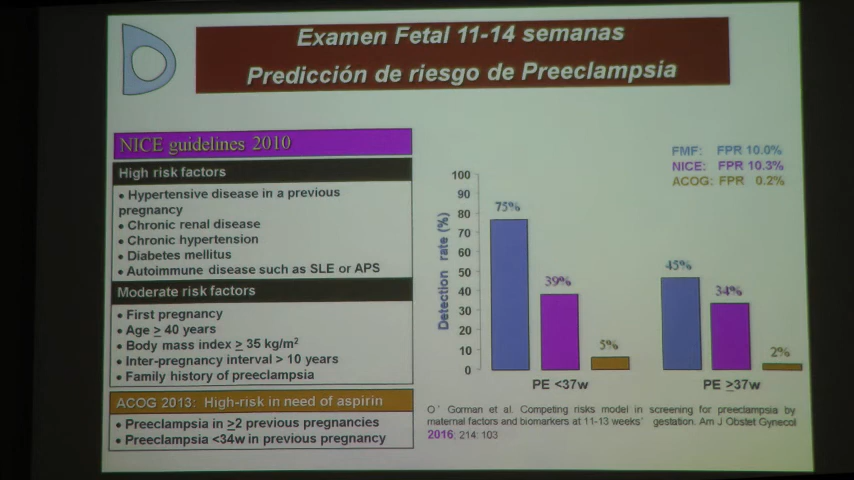 Examen Fetal 11-14 semanas
Predicción de riesgo de Preeclampsia
NICE guidelines 2010
High risk factors
• Hypertensive disease in a previous
pregnancy
• Chronic renal disease
• Chronic hypertension
• Diabetes mellitus
• Autoimmune disease such as SLE or APS
Moderate risk factors
• First pregnancy
• Age ≥ 40 years
• Body mass index ≥ 35 kg/m²
• Inter-pregnancy interval > 10 years
• Family history of preeclampsia
ACOG 2013: High-risk in need of aspirin
• Preeclampsia in ≥2 previous pregnancies
• Preeclampsia <34w in previous pregnancy
FMF: FPR 10.0%
NICE: FPR 10.3%
ACOG: FPR 0.2%
Detection rate (%)
100
90
80
70
60
50
40
30
20
10
0
75%
39%
5%
45%
34%
2%
PE <37w
PE ≥37w
O' Gorman et al. Competing risks model in screening for preeclampsia by
maternal factors and biomarkers at 11-13 weeks' gestation. Am J Obstet Gynecol
2016; 214: 103